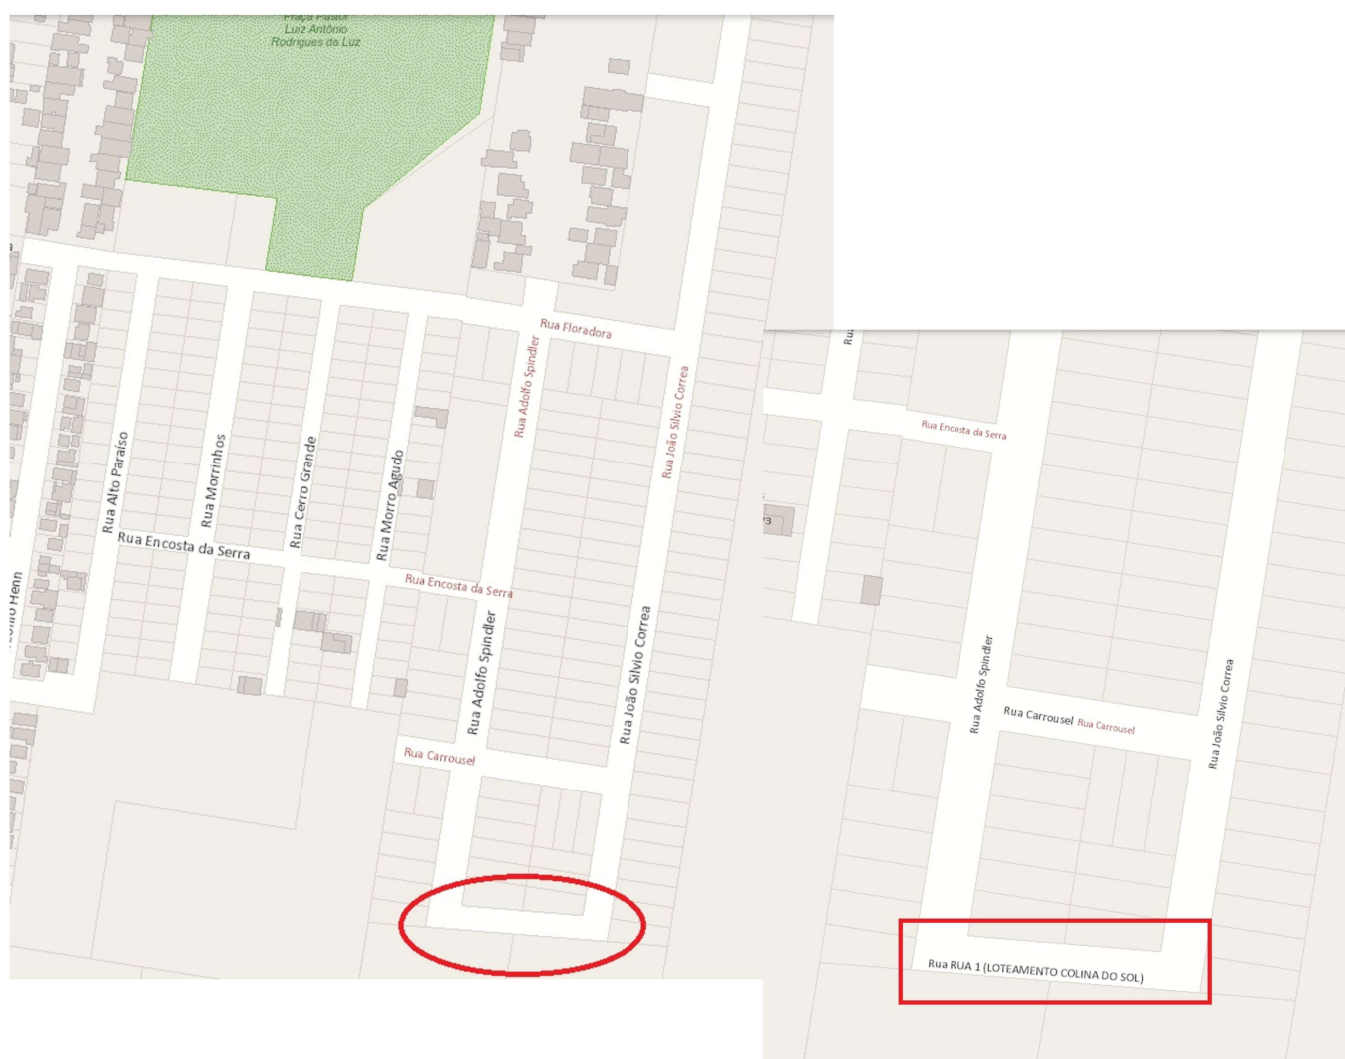 Praça Pastor
Luiz Antônio
Rodrigues da Luz
Rua Floradora
Rua Adolfo Spindler
Rua João Silvio Correa
Rua Alto Paraíso
Rua Morrinhos
Rua Cerro Grande
Rua Morro Agudo
Rua Encosta da Serra
Rua Encosta da Serra
Henn
Rua Adolfo Spindler
Rua João Silvio Correa
Rua Carrousel
Rua
Rua Encosta da Serra
Rua Adolfo Spindler
Rua Carrousel Rua Carrousel
Rua João Silvio Correa
Rua RUA 1 (LOTEAMENTO COLINA DO SOL)